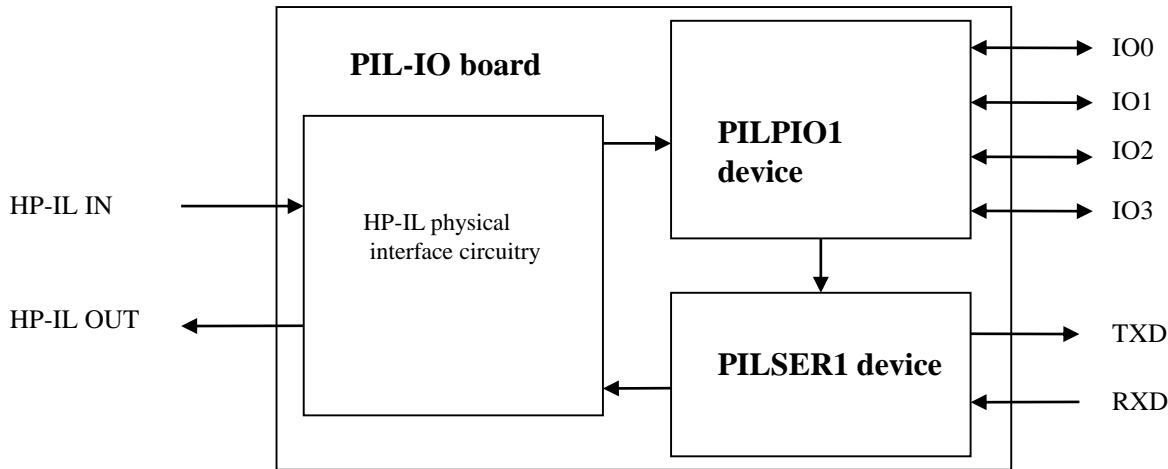 PIL-IO board
HP-IL IN
HP-IL OUT
HP-IL physical
interface circuitry
PILPIO1
device
PILSER1 device
IO0
IO1
IO2
IO3
TXD
RXD